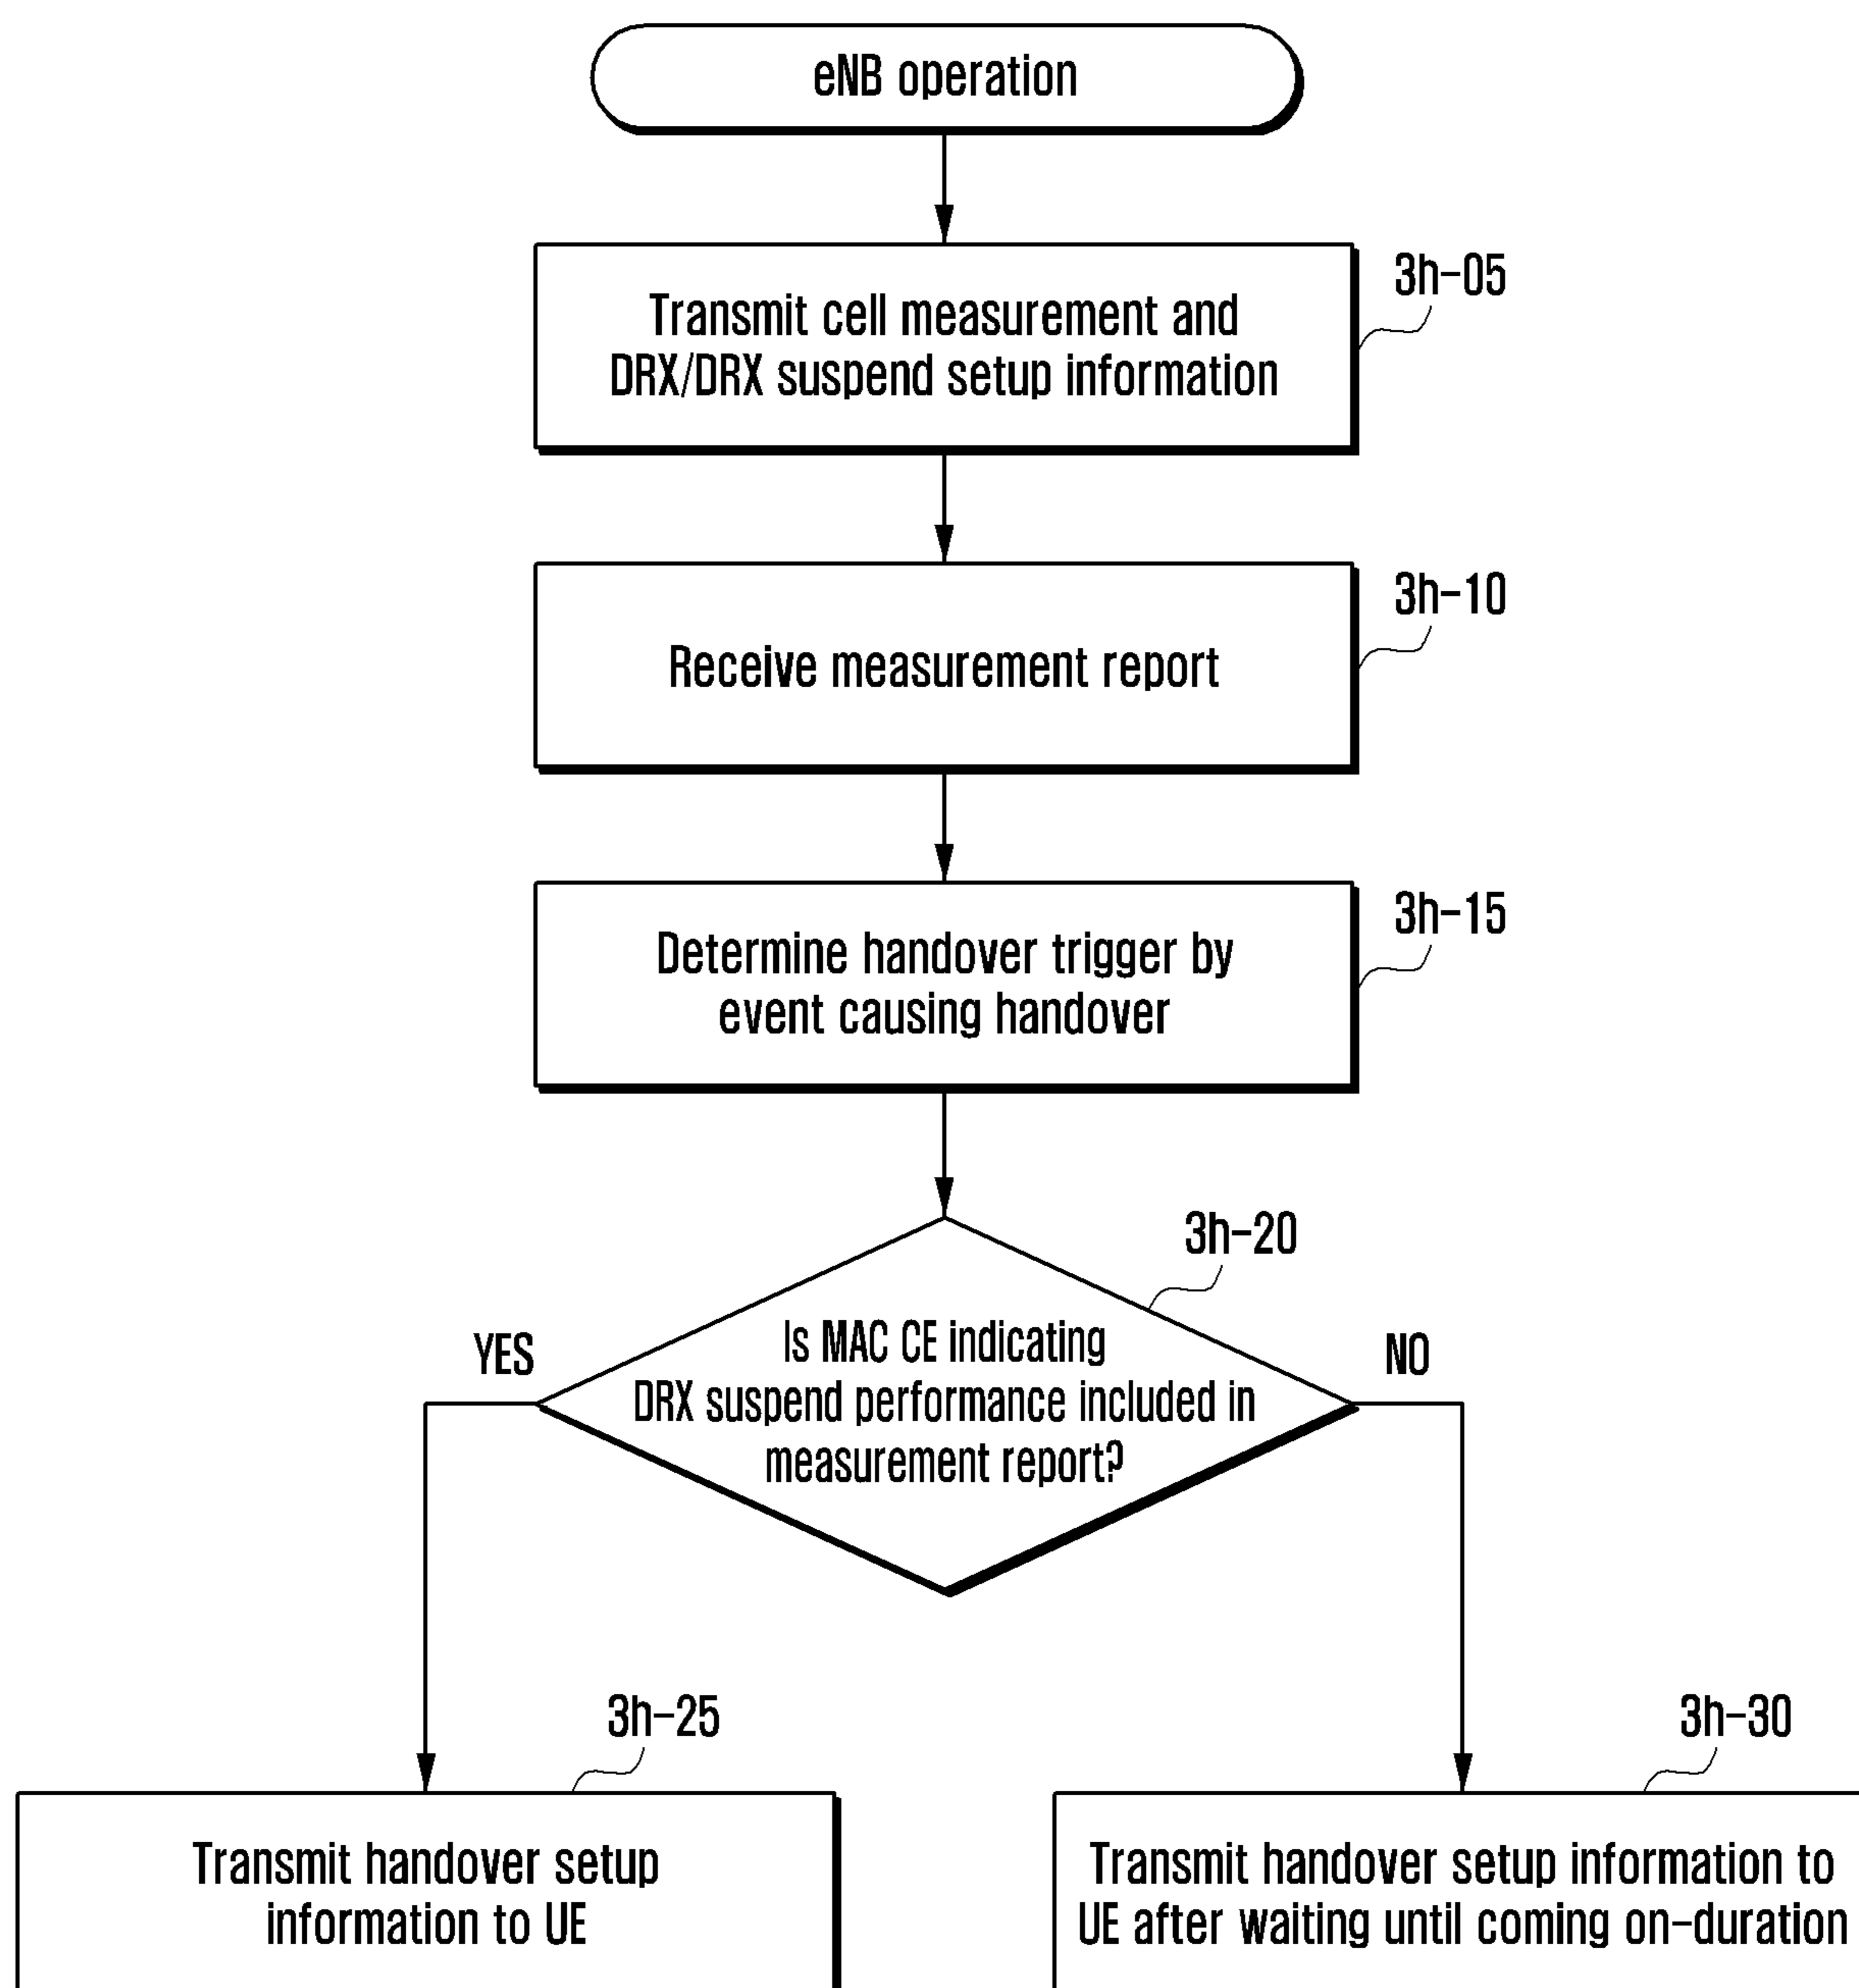 eNB operation
3h-05
Transmit cell measurement and
DRX/DRX suspend setup information
3h-10
Receive measurement report
3h-15
Determine handover trigger by
event causing handover
3h-20
Is MAC CE indicating
DRX suspend performance included in
measurement report?
YES
NO
3h-25
Transmit handover setup
information to UE
3h-30
Transmit handover setup information to
UE after waiting until coming on-duration